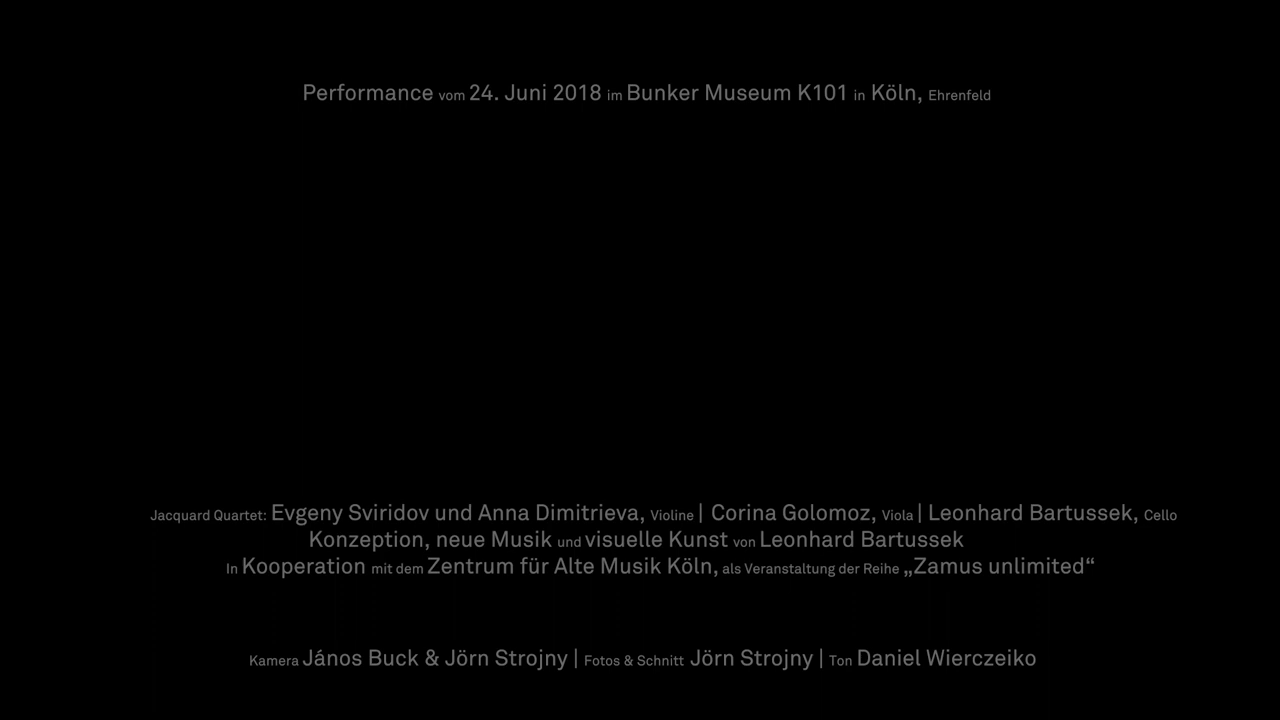 Performance vom 24. Juni 2018 im Bunker Museum K101 in Köln, Ehrenfeld
Jacquard Quartet: Evgeny Sviridov und Anna Dimitrieva, Violine | Corina Golomoz, Viola | Leonhard Bartussek, Cello
Konzeption, neue Musik und visuelle Kunst von Leonhard Bartussek
In Kooperation mit dem Zentrum für Alte Musik Köln, als Veranstaltung der Reihe „Zamus unlimited“
Kamera János Buck & Jörn Strojny | Fotos & Schnitt Jörn Strojny | Ton Daniel Wierczeiko